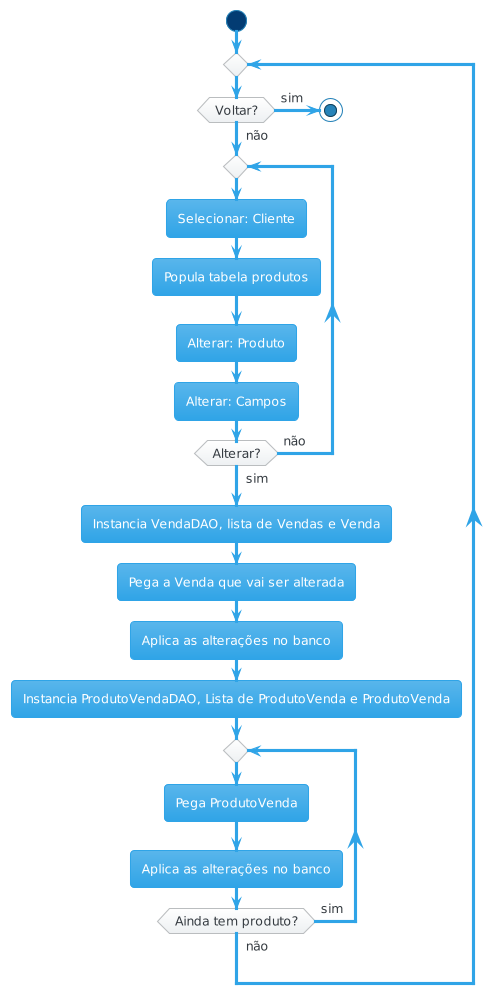 Voltar?
sim
não
Selecionar: Cliente
Popula tabela produtos
Alterar: Produto
Alterar: Campos
Alterar?
não
sim
Instancia VendaDAO, lista de Vendas e Venda
Pega a Venda que vai ser alterada
Aplica as alterações no banco
Instancia ProdutoVendaDAO, Lista de ProdutoVenda e ProdutoVenda
Pega ProdutoVenda
Aplica as alterações no banco
Ainda tem produto?
sim
não